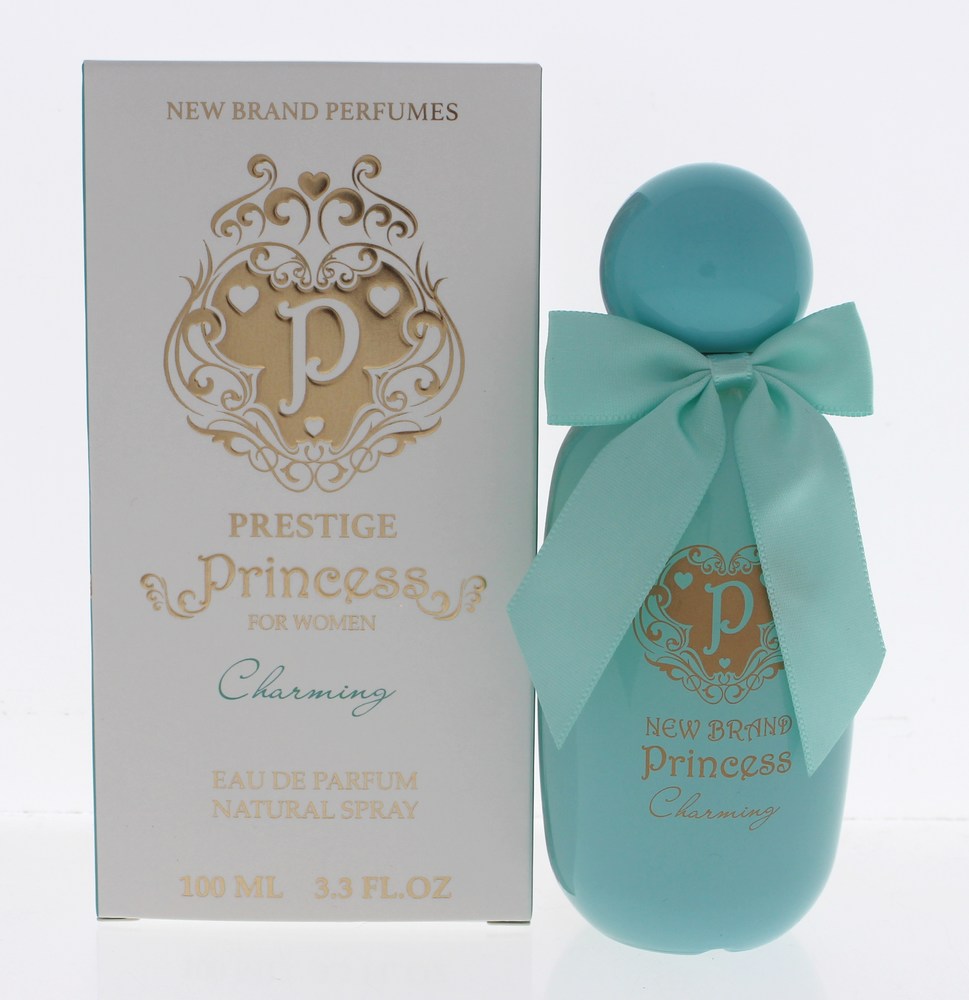 NEW BRAND PERFUMES
P
PRESTIGE
Princess
FOR WOMEN
Charming
EAU DE PARFUM
NATURAL SPRAY
100 ML 3.3 FL.OZ
P
NEW BRAND
Princess
Charming